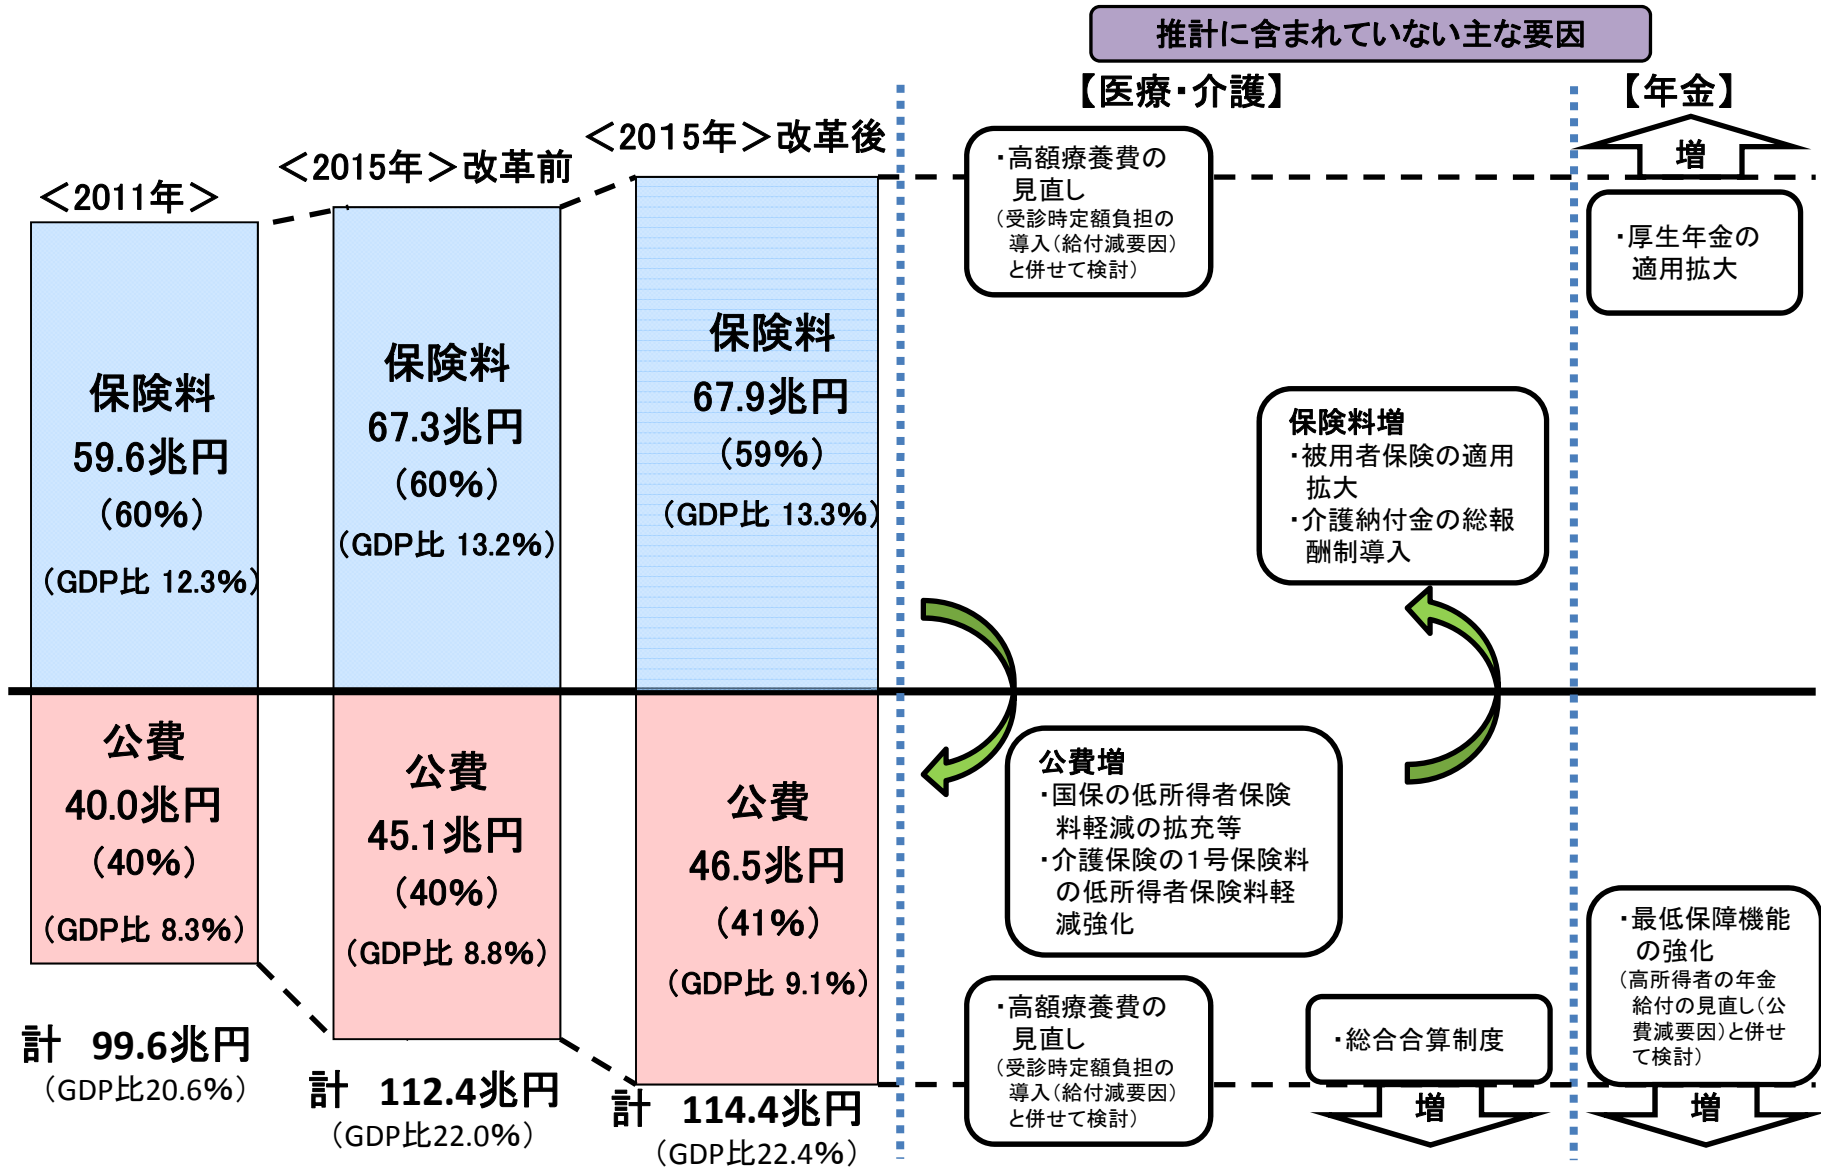 推計に含まれていない主な要因
【医療・介護】
【年金】
＜2011年＞
保険料
59.6兆円
（60％）
（GDP比 12.3％）
公費
40.0兆円
（40％）
（GDP比 8.3％）
計 99.6兆円
（GDP比20.6％）
＜2015年＞改革前
保険料
67.3兆円
（60％）
（GDP比 13.2％）
公費
45.1兆円
（40％）
（GDP比 8.8％）
計 112.4兆円
（GDP比22.0％）
＜2015年＞改革後
保険料
67.9兆円
（59％）
（GDP比 13.3％）
公費
46.5兆円
（41％）
（GDP比 9.1％）
計 114.4兆円
（GDP比22.4％）
・高額療養費の
見直し
（受診時定額負担の
導入（給付減要因）
と併せて検討）
保険料増
・被用者保険の適用
拡大
・介護納付金の総報
酬制導入
公費増
・国保の低所得者保険
料軽減の拡充等
・介護保険の１号保険料
の低所得者保険料軽
減強化
・高額療養費の
見直し
（受診時定額負担の
導入（給付減要因）
と併せて検討）
・総合合算制度
増
増
・厚生年金の
適用拡大
・最低保障機能
の強化
（高所得者の年金
給付の見直し（公
費減要因）と併せ
て検討）
増